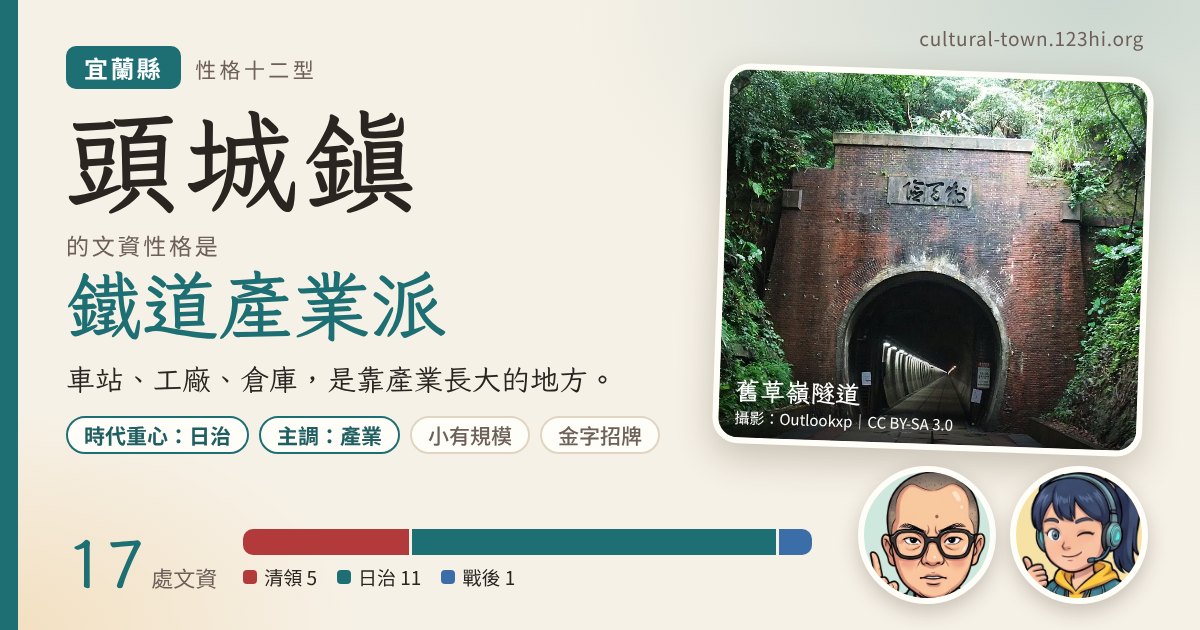 cultural-town.123hi.org
宜蘭縣 性格十二型
頭城鎮
的文資性格是
鐵道產業派
車站、工廠、倉庫，是靠產業長大的地方。
時代重心：日治 主調：產業 小有規模 金字招牌
舊草嶺隧道
攝影：Outlookxp｜CC BY-SA 3.0
17 處文資
清領 5 日治 11 戰後 1